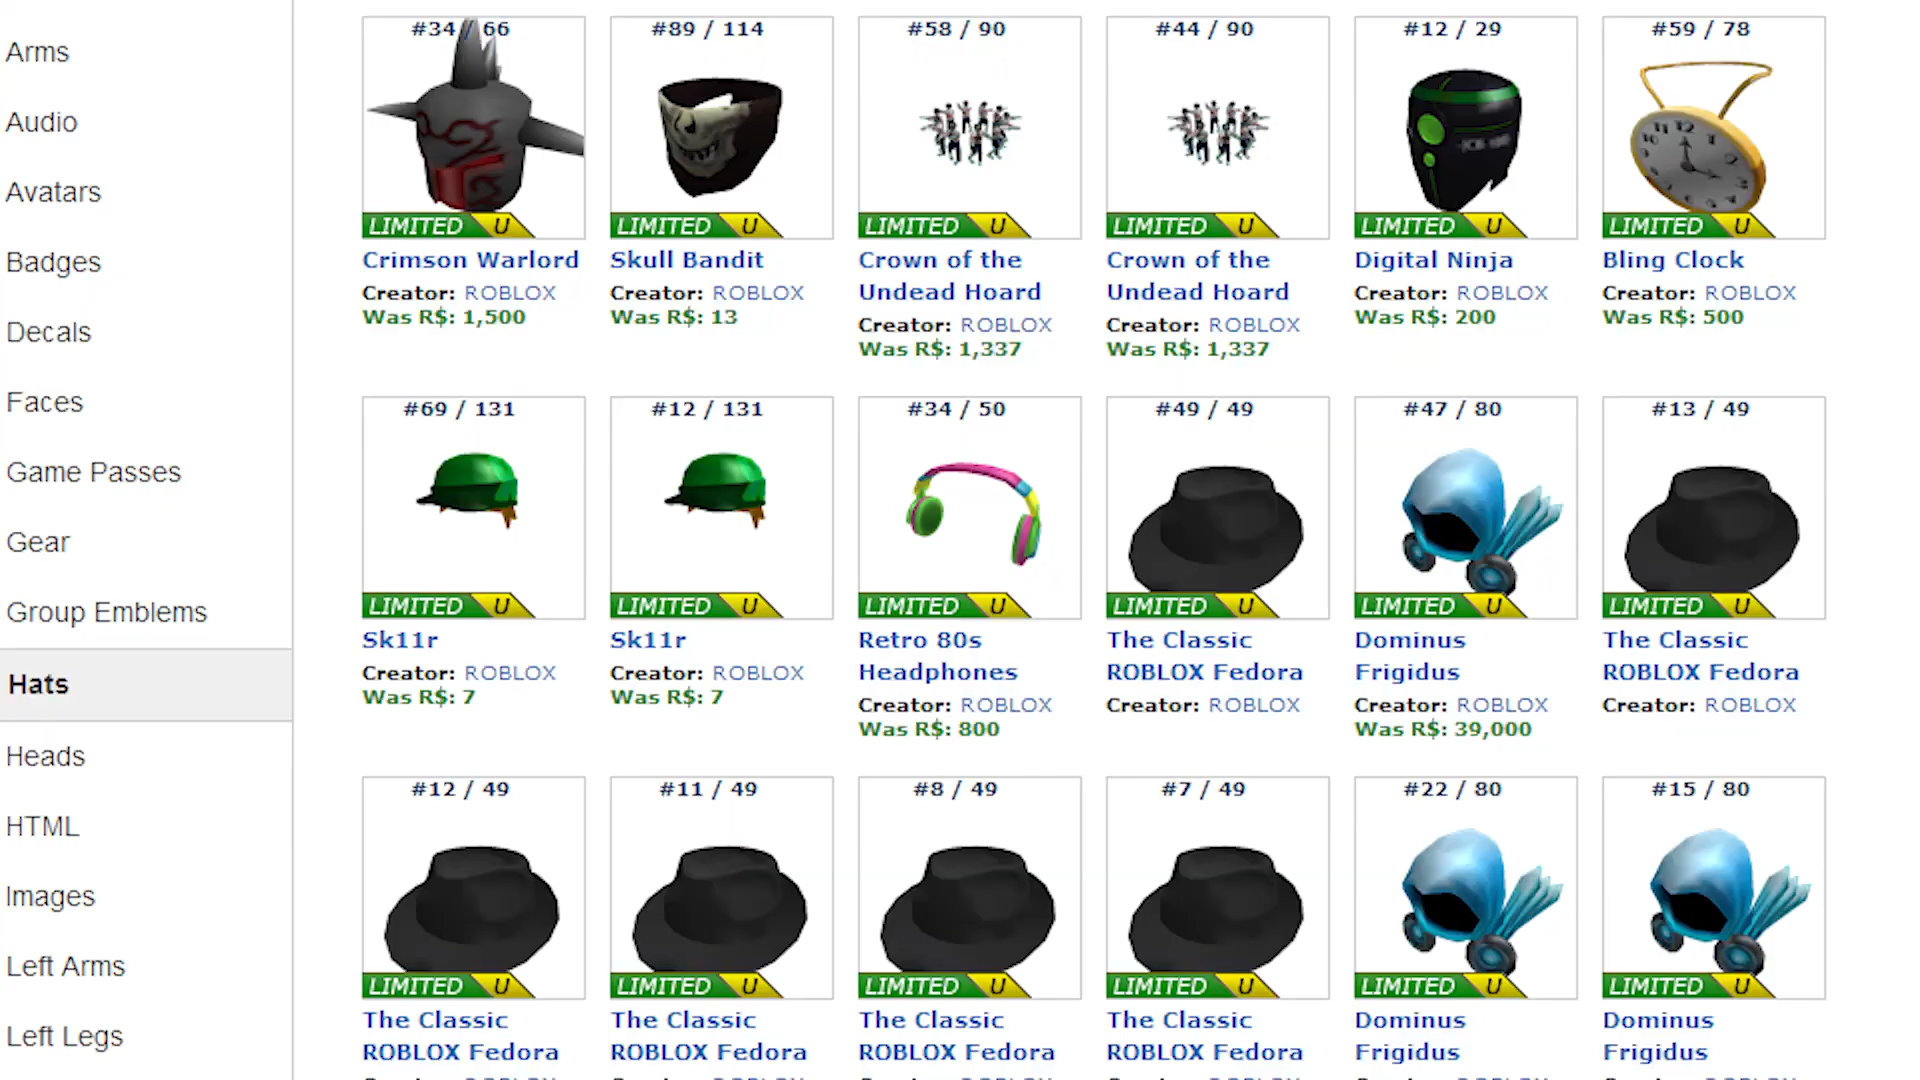 Arms
Audio
Avatars
Badges
Decals
Faces
Game Passes
Gear
Group Emblems
Hats
Heads
HTML
Images
Left Arms
Left Legs
#34 / 66
LIMITED U
Crimson Warlord
Creator: ROBLOX
Was R$: 1,500
#89 / 114
LIMITED U
Skull Bandit
Creator: ROBLOX
Was R$: 13
#58 / 90
LIMITED U
Crown of the
Undead Hoard
Creator: ROBLOX
Was R$: 1,337
#44 / 90
LIMITED U
Crown of the
Undead Hoard
Creator: ROBLOX
Was R$: 1,337
#12 / 29
LIMITED U
Digital Ninja
Creator: ROBLOX
Was R$: 200
#59 / 78
LIMITED U
Bling Clock
Creator: ROBLOX
Was R$: 500
#69 / 131
LIMITED U
Sk11r
Creator: ROBLOX
Was R$: 7
#12 / 131
LIMITED U
Sk11r
Creator: ROBLOX
Was R$: 7
#34 / 50
LIMITED U
Retro 80s
Headphones
Creator: ROBLOX
Was R$: 800
#49 / 49
LIMITED U
The Classic
ROBLOX Fedora
Creator: ROBLOX
#47 / 80
LIMITED U
Dominus
Frigidus
Creator: ROBLOX
Was R$: 39,000
#13 / 49
LIMITED U
The Classic
ROBLOX Fedora
Creator: ROBLOX
#12 / 49
LIMITED U
The Classic
ROBLOX Fedora
#11 / 49
LIMITED U
The Classic
ROBLOX Fedora
#8 / 49
LIMITED U
The Classic
ROBLOX Fedora
#7 / 49
LIMITED U
The Classic
ROBLOX Fedora
#22 / 80
LIMITED U
Dominus
Frigidus
#15 / 80
LIMITED U
Dominus
Frigidus